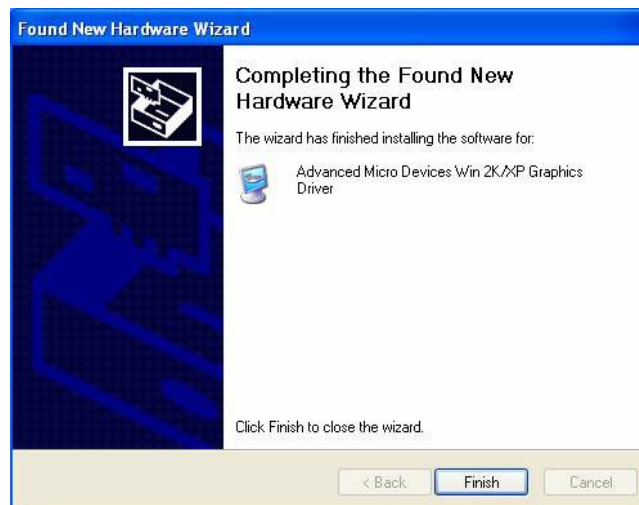 Found New Hardware Wizard
Completing the Found New
Hardware Wizard
The wizard has finished installing the software for:
Advanced Micro Devices Win 2K/XP Graphics
Driver
Click Finish to close the wizard.
< Back
Finish
Cancel